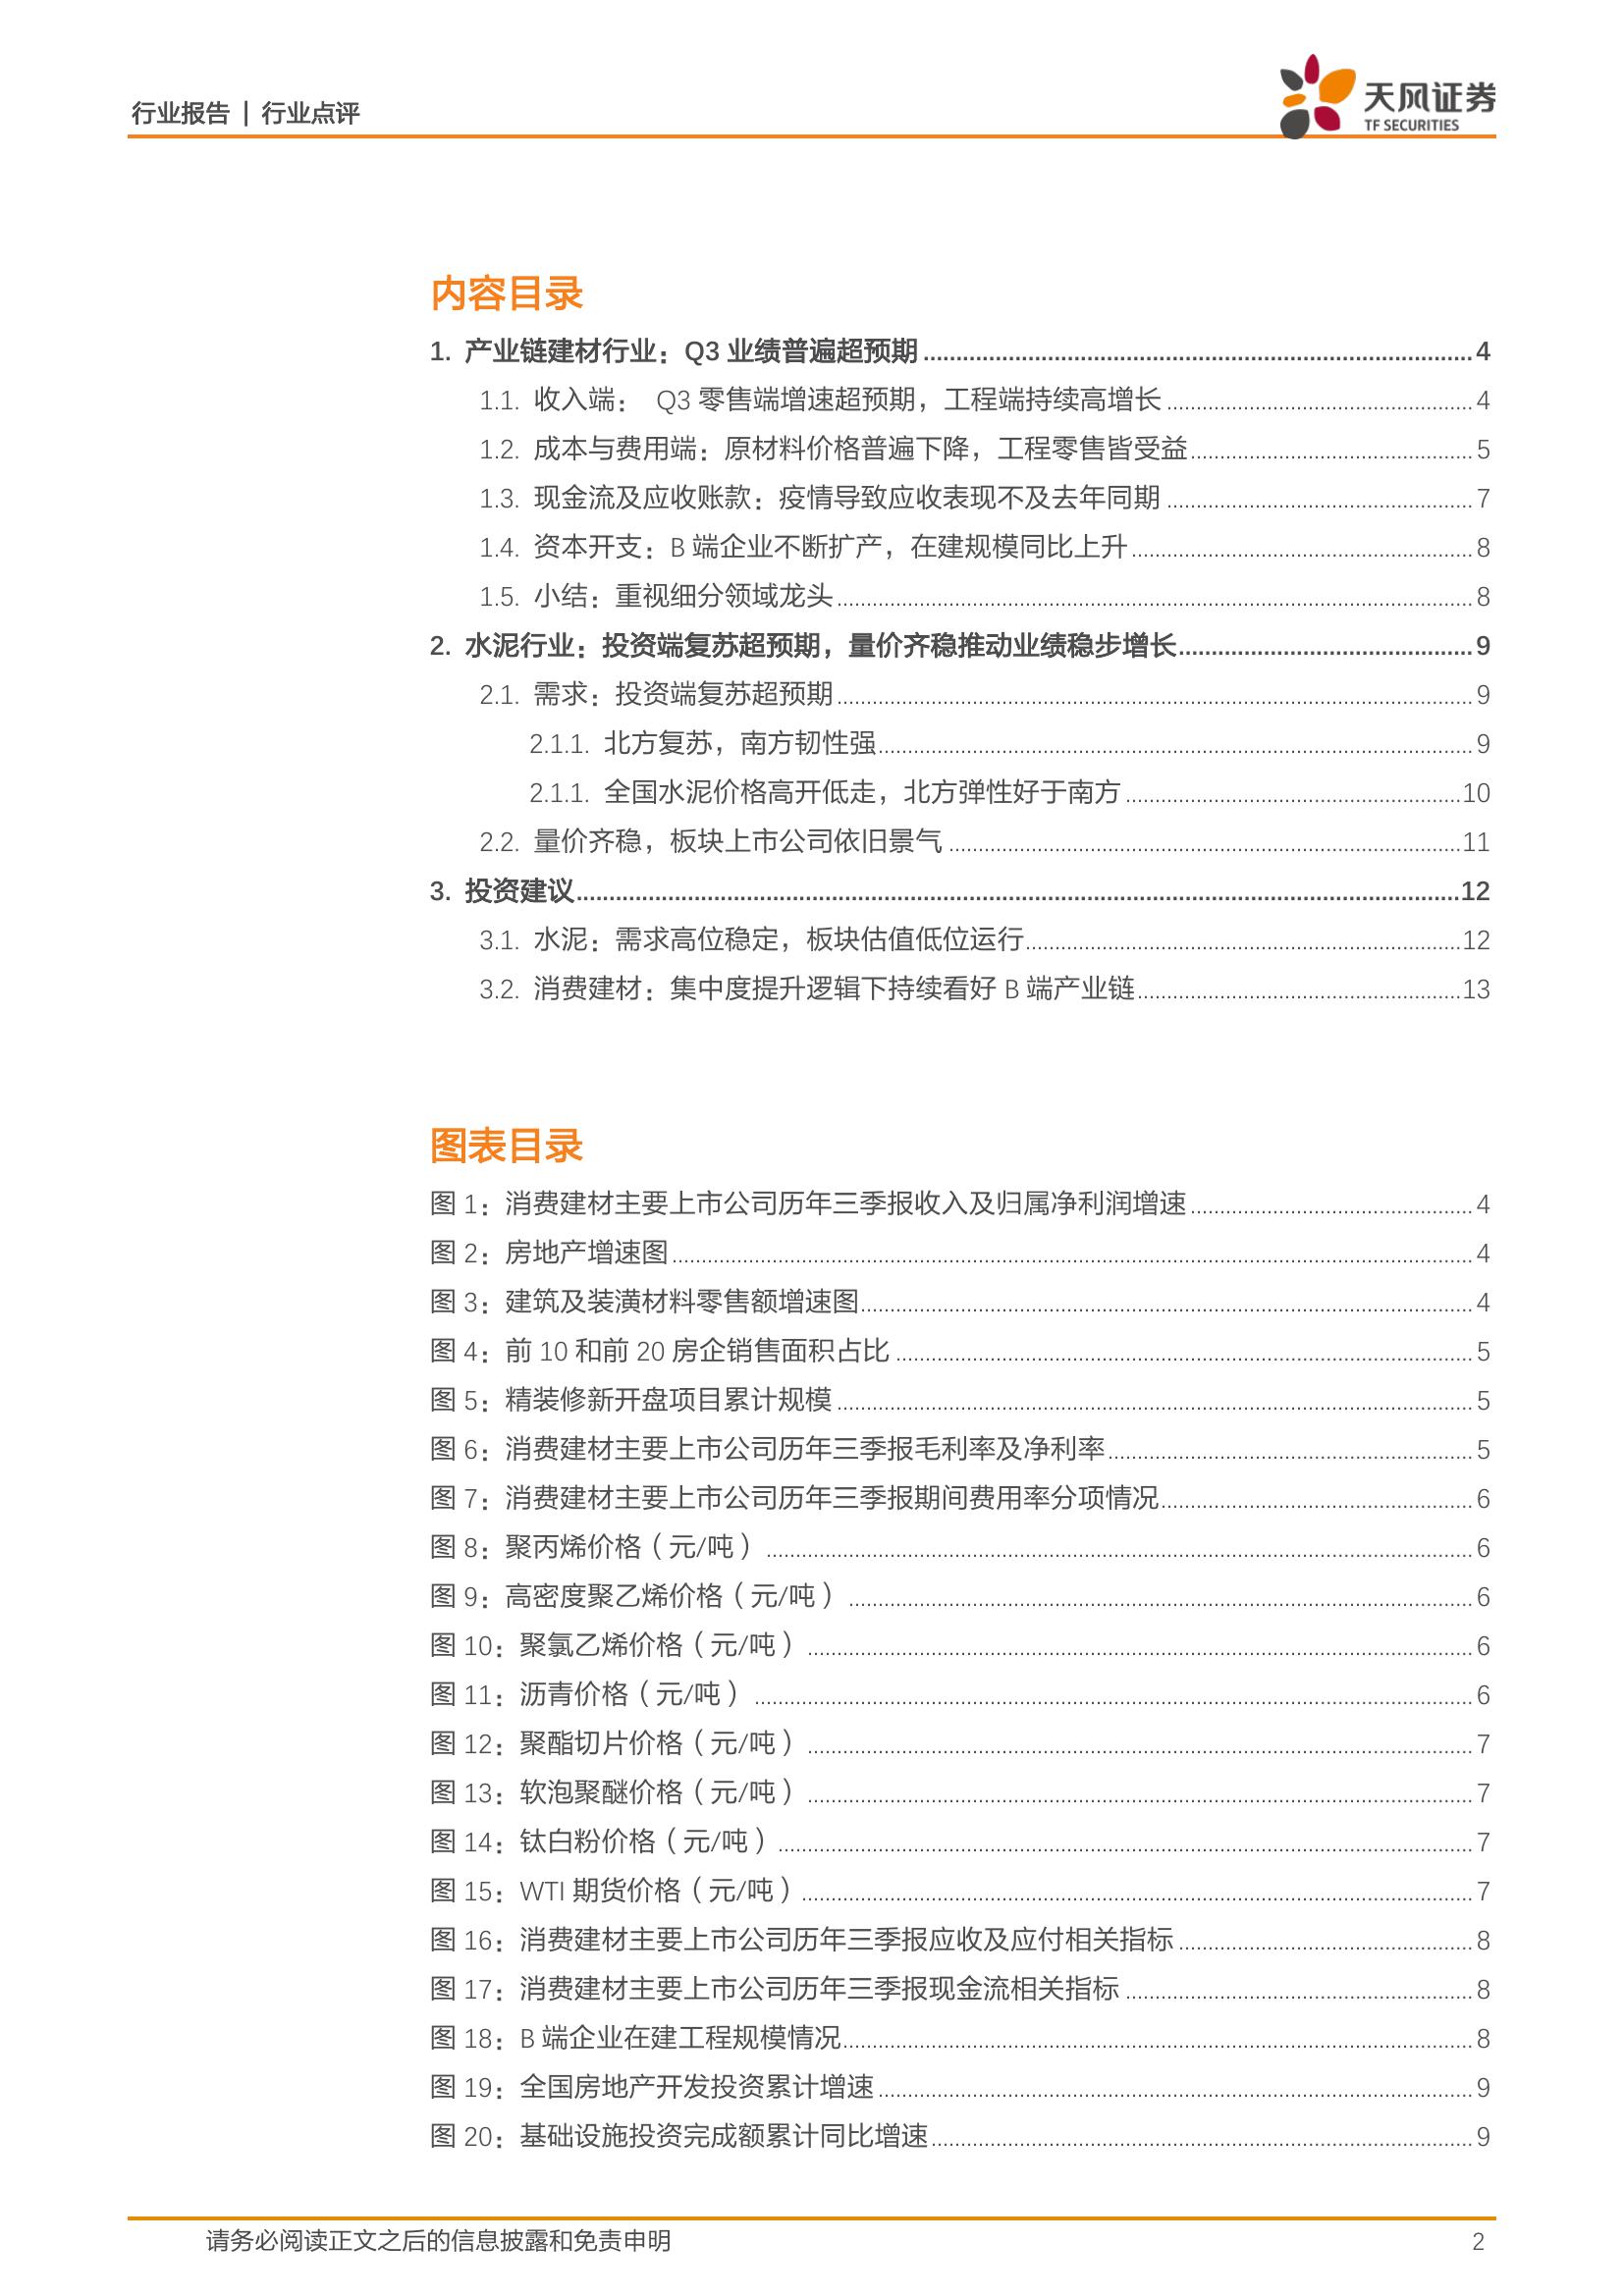 行业报告 | 行业点评
天风证券
TF SECURITIES
内容目录
1. 产业链建材行业：Q3 业绩普遍超预期 4
1.1. 收入端： Q3 零售端增速超预期，工程端持续高增长 4
1.2. 成本与费用端：原材料价格普遍下降，工程零售皆受益 5
1.3. 现金流及应收账款：疫情导致应收表现不及去年同期 7
1.4. 资本开支：B 端企业不断扩产，在建规模同比上升 8
1.5. 小结：重视细分领域龙头 8
2. 水泥行业：投资端复苏超预期，量价齐稳推动业绩稳步增长 9
2.1. 需求：投资端复苏超预期 9
2.1.1. 北方复苏，南方韧性强 9
2.1.1. 全国水泥价格高开低走，北方弹性好于南方 10
2.2. 量价齐稳，板块上市公司依旧景气 11
3. 投资建议 12
3.1. 水泥：需求高位稳定，板块估值低位运行 12
3.2. 消费建材：集中度提升逻辑下持续看好 B 端产业链 13
图表目录
图 1：消费建材主要上市公司历年三季报收入及归属净利润增速 4
图 2：房地产增速图 4
图 3：建筑及装潢材料零售额增速图 4
图 4：前 10 和前 20 房企销售面积占比 5
图 5：精装修新开盘项目累计规模 5
图 6：消费建材主要上市公司历年三季报毛利率及净利率 5
图 7：消费建材主要上市公司历年三季报期间费用率分项情况 6
图 8：聚丙烯价格（元/吨） 6
图 9：高密度聚乙烯价格（元/吨） 6
图 10：聚氯乙烯价格（元/吨） 6
图 11：沥青价格（元/吨） 6
图 12：聚酯切片价格（元/吨） 7
图 13：软泡聚醚价格（元/吨） 7
图 14：钛白粉价格（元/吨） 7
图 15：WTI 期货价格（元/吨） 7
图 16：消费建材主要上市公司历年三季报应收及应付相关指标 8
图 17：消费建材主要上市公司历年三季报现金流相关指标 8
图 18：B 端企业在建工程规模情况 8
图 19：全国房地产开发投资累计增速 9
图 20：基础设施投资完成额累计同比增速 9
请务必阅读正文之后的信息披露和免责申明 2